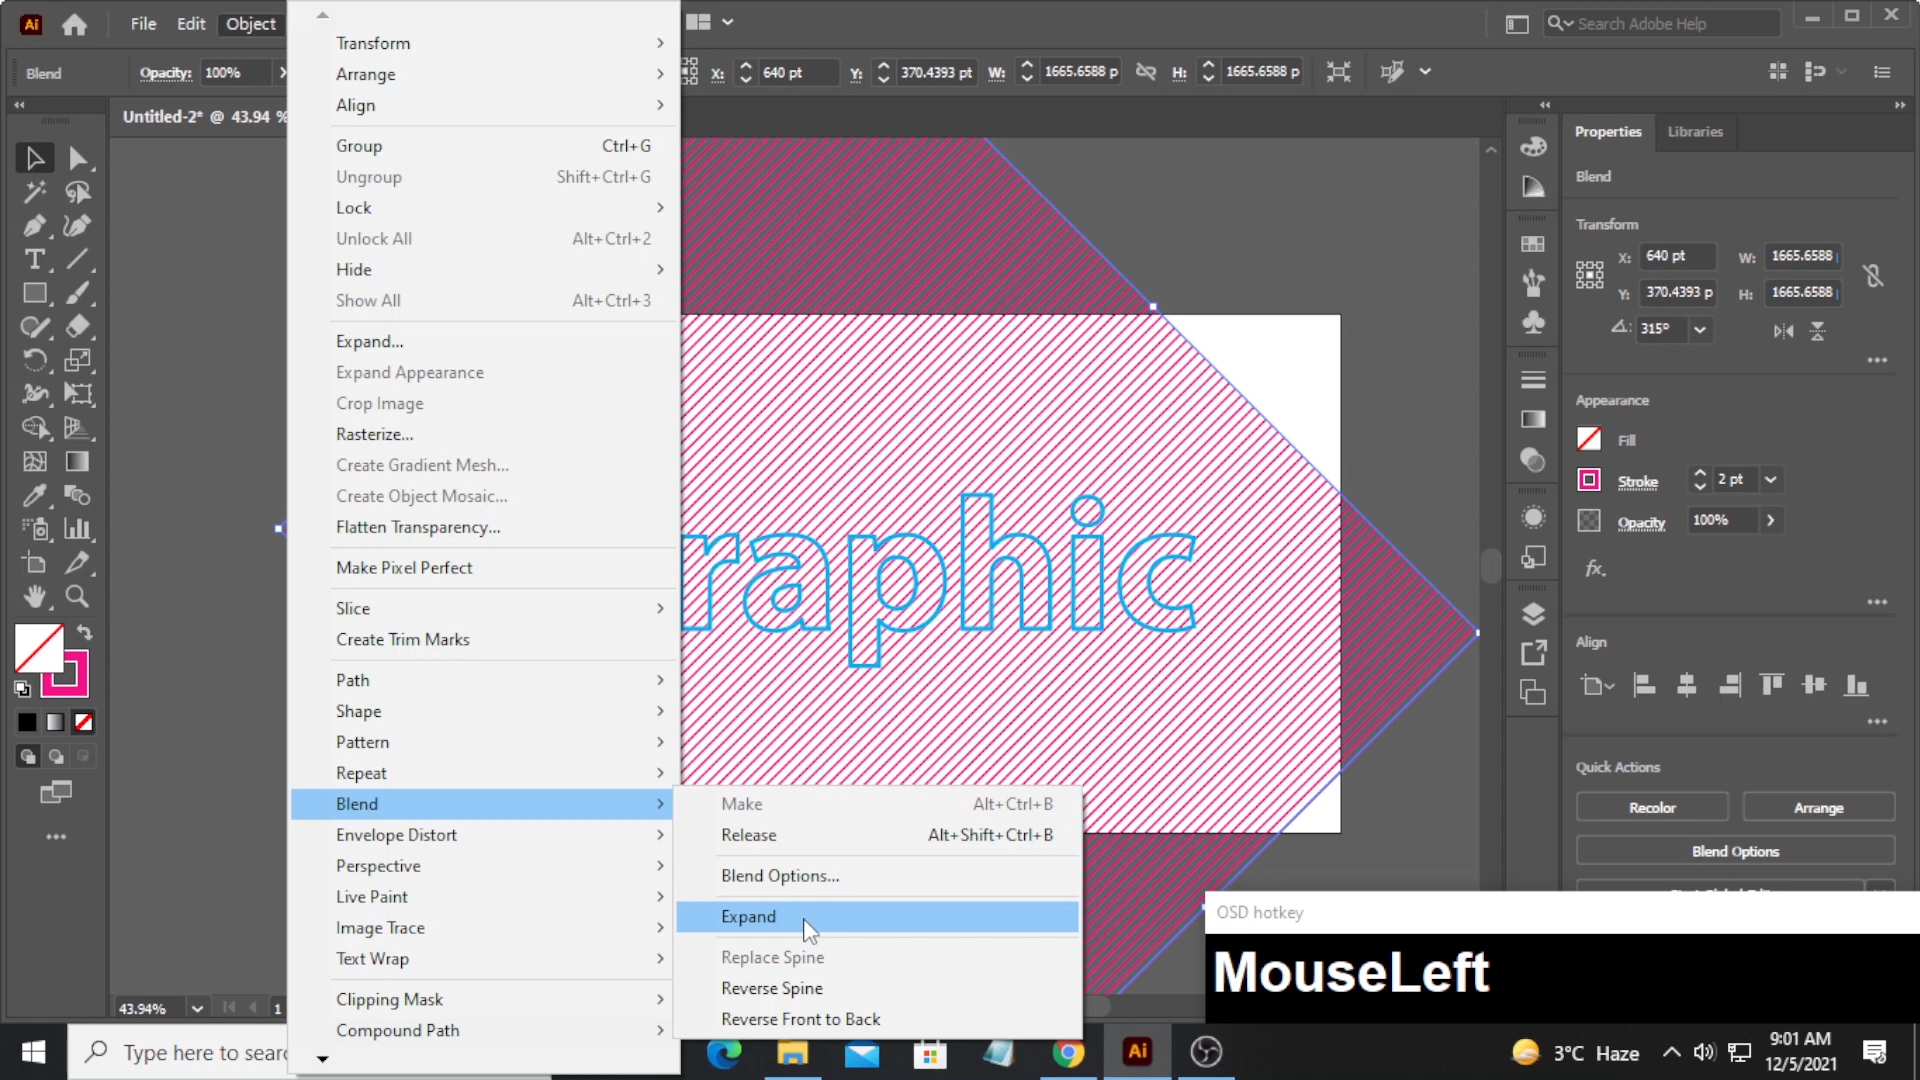 Ai
File Edit Object
Search Adobe Help
Blend
Opacity: 100%
X: 640 pt Y: 370.4393 pt W: 1665.6588 p H: 1665.6588 p
Untitled-2* @ 43.94 %
Transform
Arrange
Align
Group Ctrl+G
Ungroup Shift+Ctrl+G
Lock
Unlock All Alt+Ctrl+2
Hide
Show All Alt+Ctrl+3
Expand...
Expand Appearance
Crop Image
Rasterize...
Create Gradient Mesh...
Create Object Mosaic...
Flatten Transparency...
Make Pixel Perfect
Slice
Create Trim Marks
Path
Shape
Pattern
Repeat
Blend
Envelope Distort
Perspective
Live Paint
Image Trace
Text Wrap
Clipping Mask
Compound Path
Make Alt+Ctrl+B
Release Alt+Shift+Ctrl+B
Blend Options...
Expand
Replace Spine
Reverse Spine
Reverse Front to Back
raphic
Properties Libraries
Blend
Transform
X: 640 pt W: 1665.6588
Y: 370.4393 p H: 1665.6588
315°
Appearance
Fill
Stroke 2 pt
Opacity 100%
fx.
Align
Quick Actions
Recolor Arrange
Blend Options
OSD hotkey
MouseLeft
43.94% 1
Type here to searc
Ai
3°C Haze
9:01 AM
12/5/2021